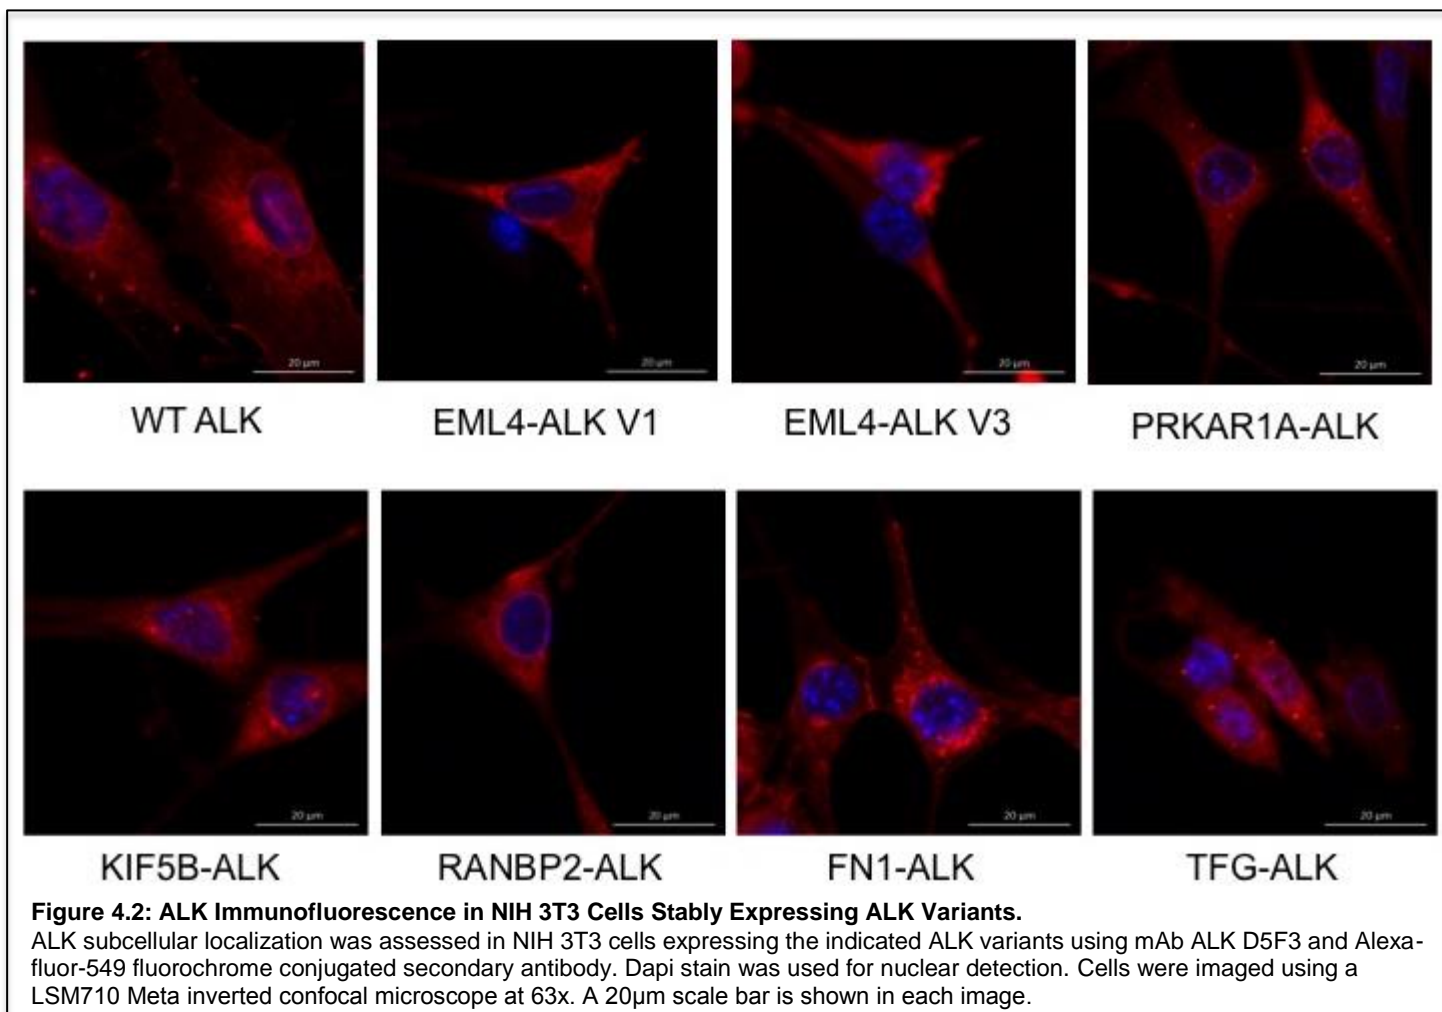 20 µm 20 µm 20 µm 20 µm
WT ALK EML4-ALK V1 EML4-ALK V3 PRKAR1A-ALK
20 µm 20 µm 20 µm 20 µm
KIF5B-ALK RANBP2-ALK FN1-ALK TFG-ALK
Figure 4.2: ALK Immunofluorescence in NIH 3T3 Cells Stably Expressing ALK Variants.
ALK subcellular localization was assessed in NIH 3T3 cells expressing the indicated ALK variants using mAb ALK D5F3 and Alexa-
fluor-549 fluorochrome conjugated secondary antibody. Dapi stain was used for nuclear detection. Cells were imaged using a
LSM710 Meta inverted confocal microscope at 63x. A 20µm scale bar is shown in each image.